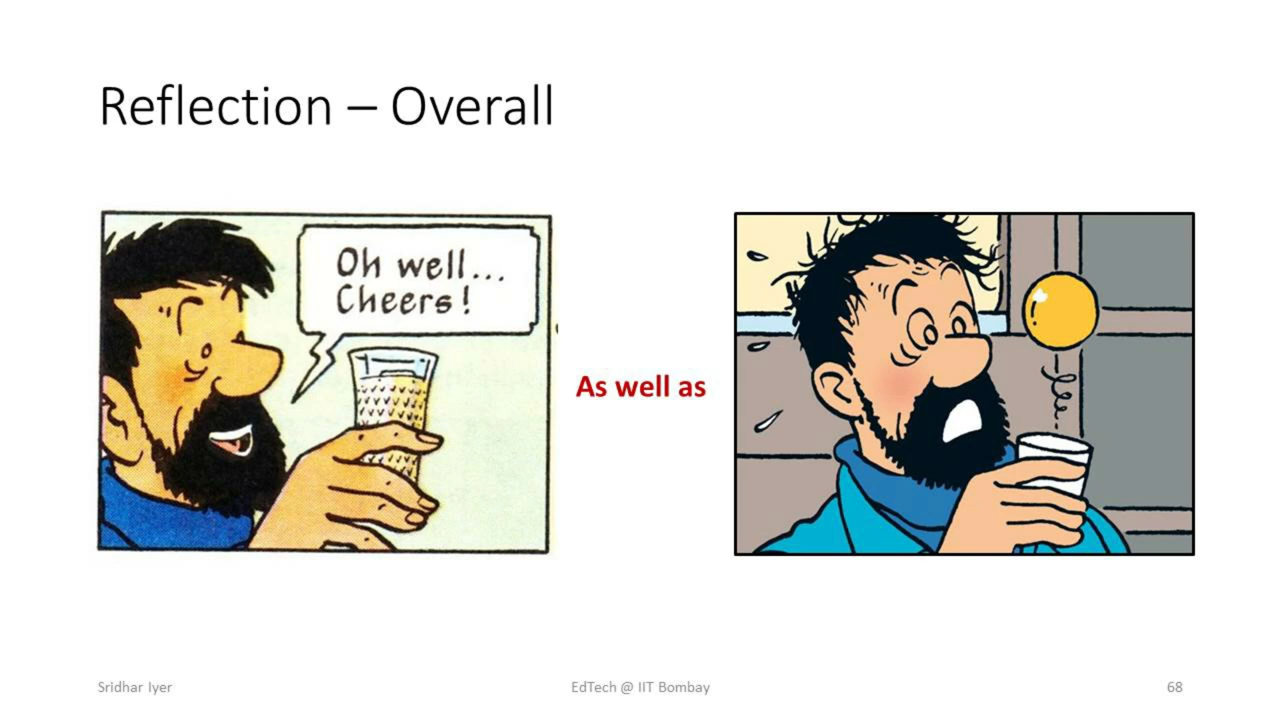 Reflection – Overall
Oh well...
Cheers!
As well as
Sridhar Iyer
EdTech @ IIT Bombay
68